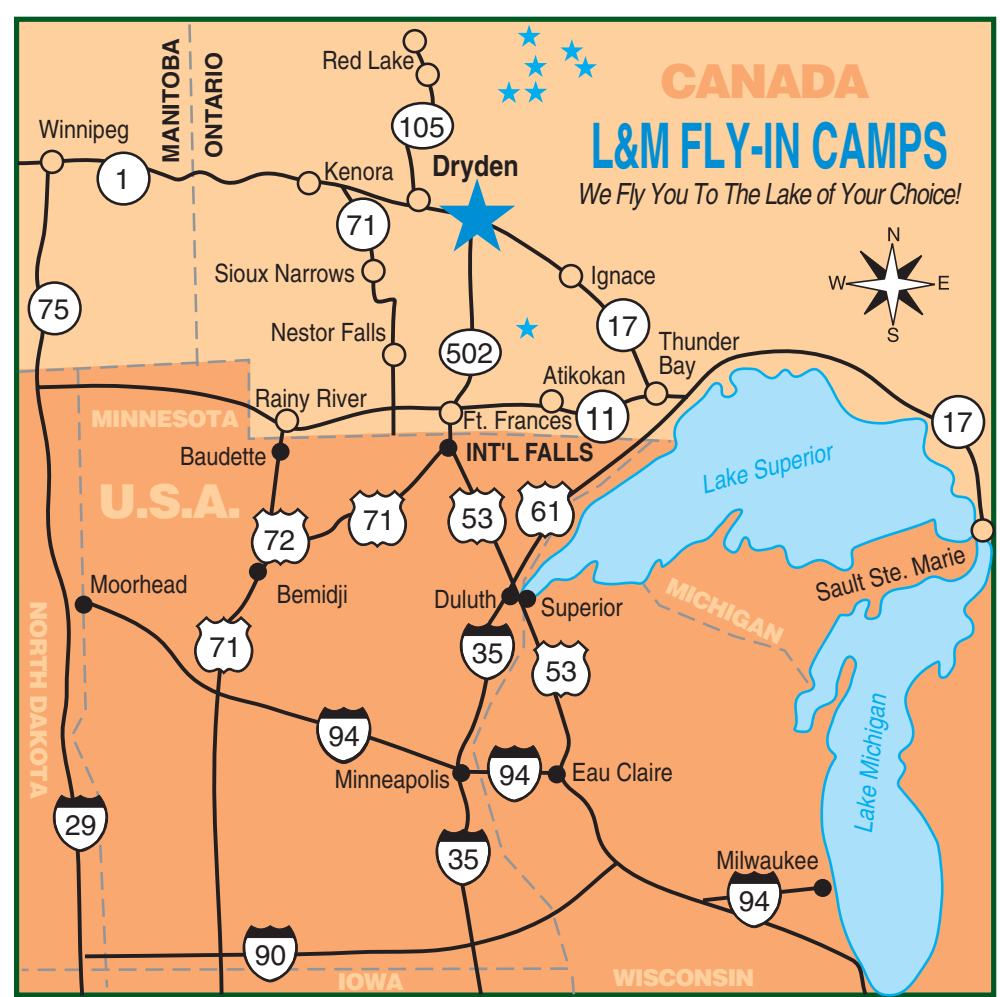 CANADA
L&M FLY-IN CAMPS
We Fly You To The Lake of Your Choice!
MANITOBA
ONTARIO
Red Lake
105
Winnipeg
1
Kenora
Dryden
71
Sioux Narrows
Ignace
N
W
E
S
75
17
Nestor Falls
502
Thunder
Bay
Atikokan
Rainy River
MINNESOTA
Ft. Frances
11
17
Baudette
INT'L FALLS
Lake Superior
U.S.A.
72
71
53
61
Sault Ste. Marie
Moorhead
Bemidji
Duluth
Superior
MICHIGAN
NORTH DAKOTA
71
35
53
94
Minneapolis
94
Eau Claire
Lake Michigan
29
35
Milwaukee
94
90
IOWA
WISCONSIN